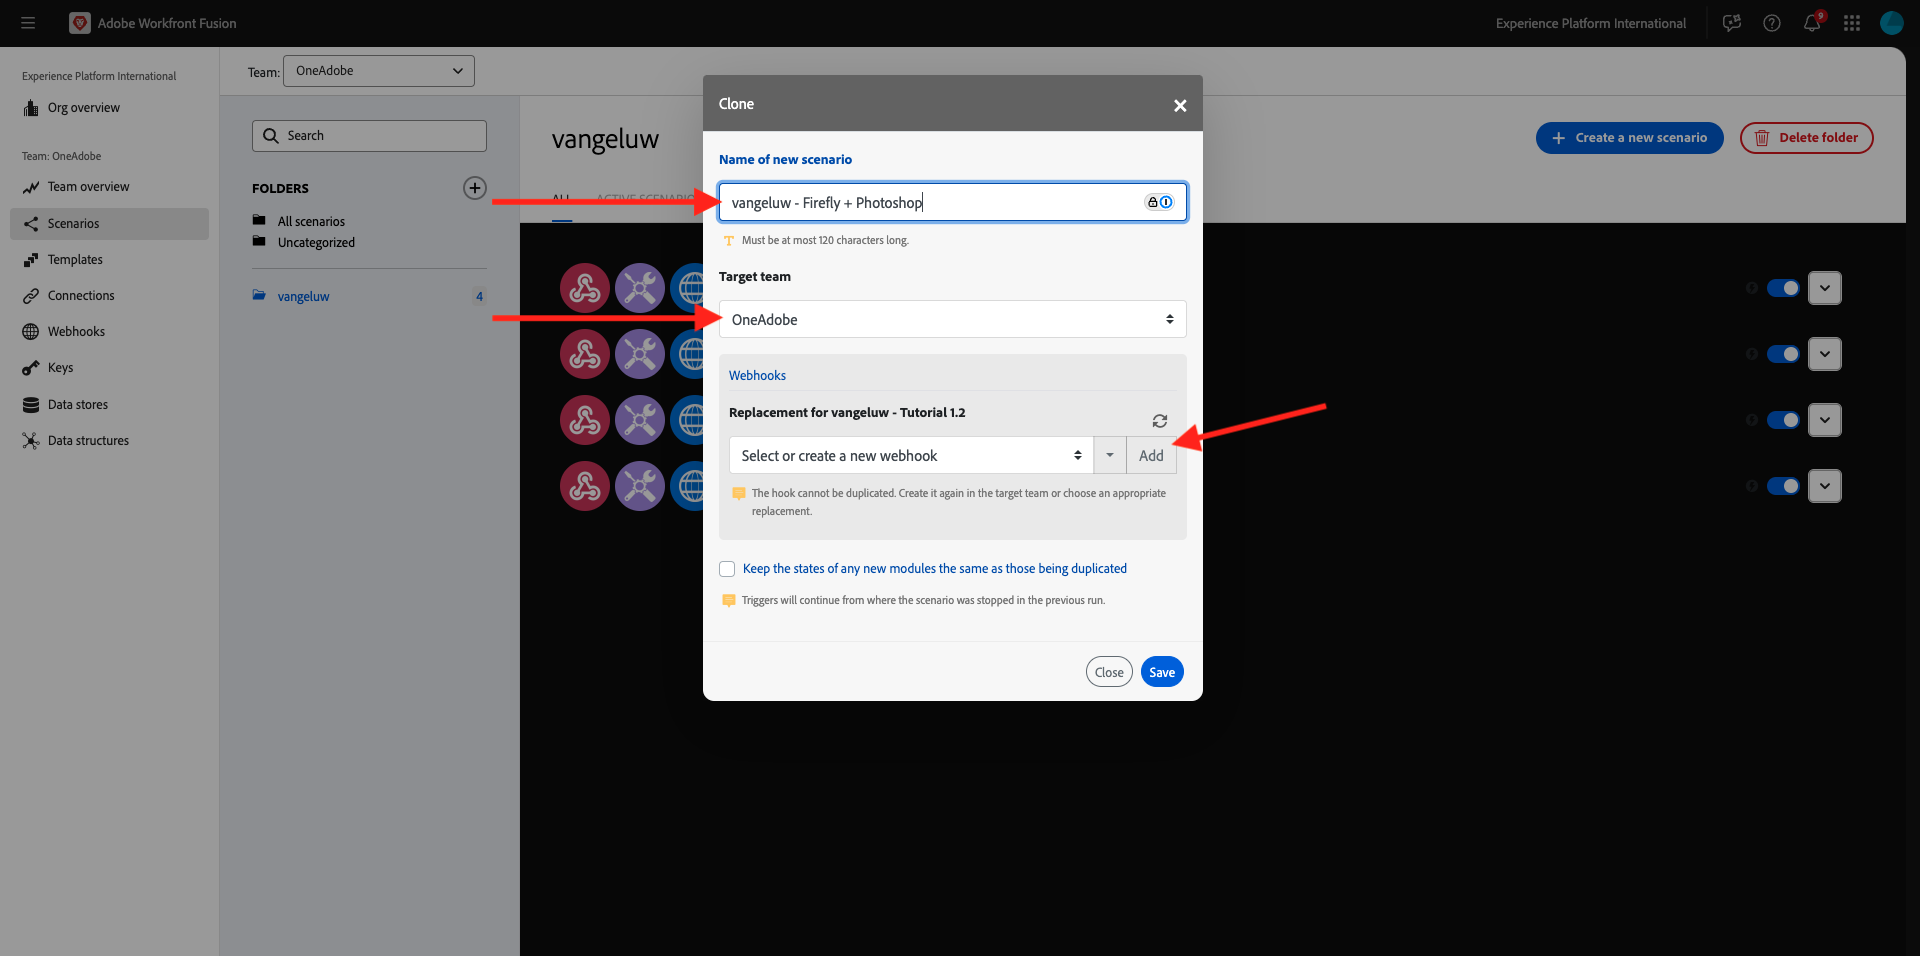 Adobe Workfront Fusion
Experience Platform International
9
Experience Platform International
Org overview
Team: OneAdobe
Team overview
Scenarios
Templates
Connections
Webhooks
Keys
Data stores
Data structures
Team:
OneAdobe
Search
FOLDERS
All scenarios
Uncategorized
vangeluw
4
vangeluw
Create a new scenario
Delete folder
ALL
ACTIVE SCENARIO
Clone
Name of new scenario
vangeluw - Firefly + Photoshop
Must be at most 120 characters long.
Target team
OneAdobe
Webhooks
Replacement for vangeluw - Tutorial 1.2
Select or create a new webhook
Add
The hook cannot be duplicated. Create it again in the target team or choose an appropriate
replacement.
Keep the states of any new modules the same as those being duplicated
Triggers will continue from where the scenario was stopped in the previous run.
Close
Save